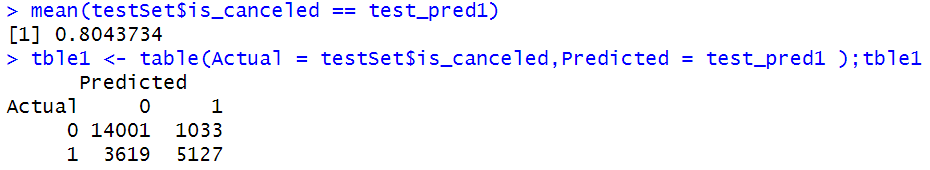 > mean(testSet$is_canceled == test_pred1)
[1] 0.8043734
> tble1 <- table(Actual = testSet$is_canceled,Predicted = test_pred1 );tble1
      Predicted
Actual     0     1
     0 14001  1033
     1  3619  5127